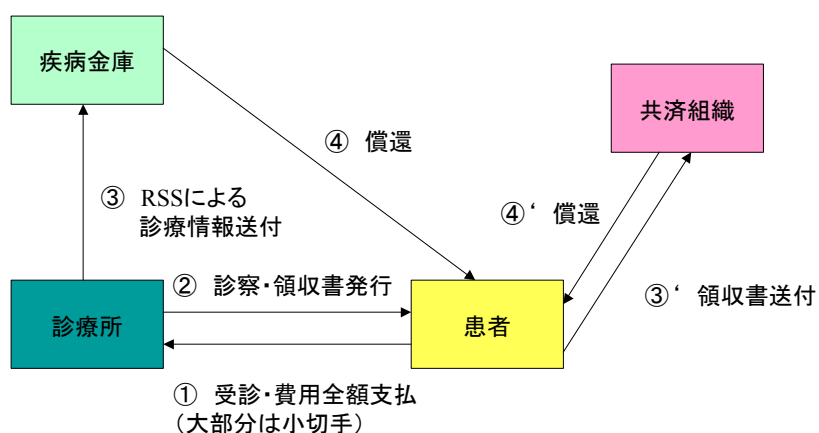 疾病金庫
共済組織
④ 償還
③ RSSによる
診療情報送付
④‘ 償還
② 診察・領収書発行
③‘ 領収書送付
診療所
患者
① 受診・費用全額支払
（大部分は小切手）